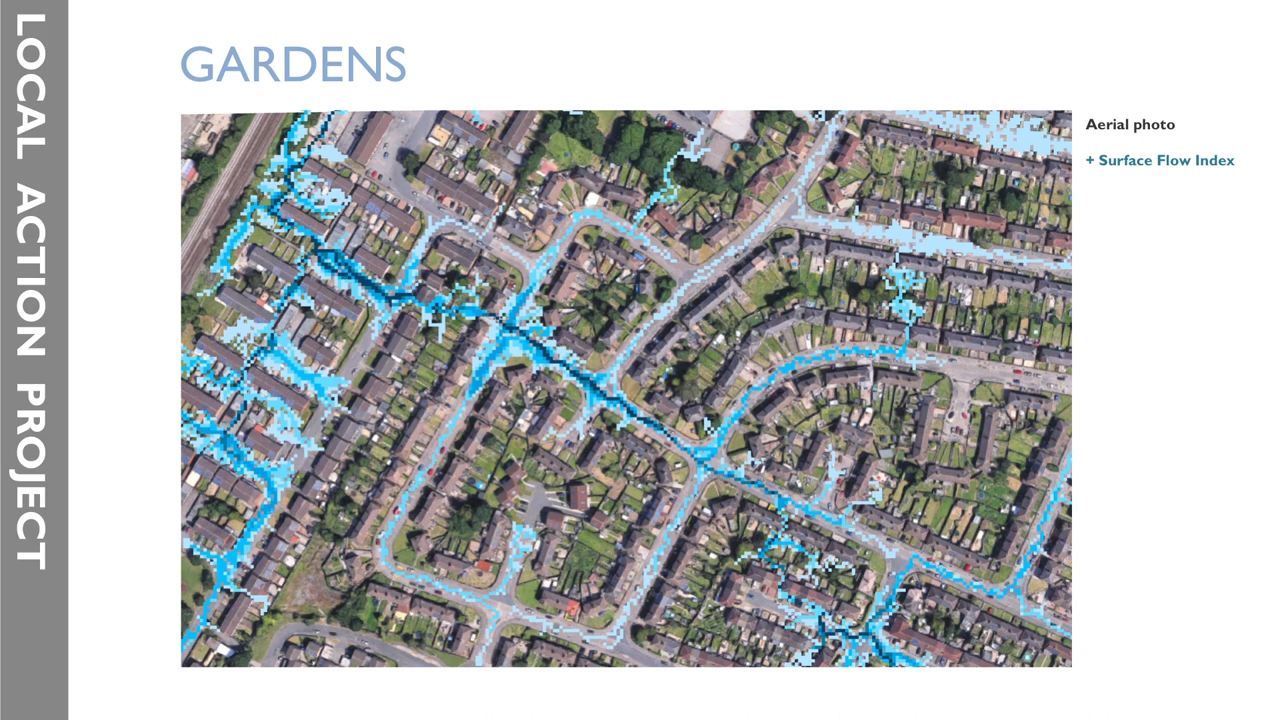 LOCAL ACTION PROJECT
GARDENS
Aerial photo
+ Surface Flow Index